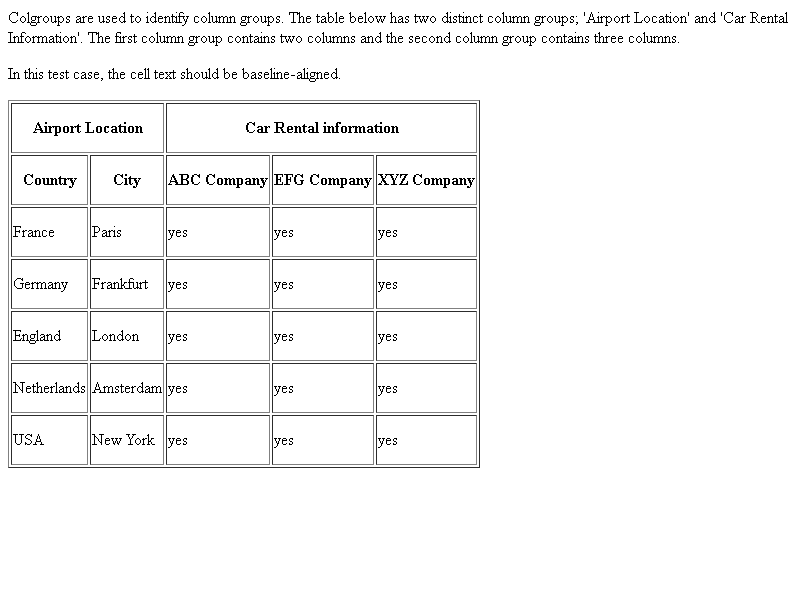 Colgroups are used to identify column groups. The table below has two distinct column groups; 'Airport Location' and 'Car Rental
Information'. The first column group contains two columns and the second column group contains three columns.
In this test case, the cell text should be baseline-aligned.
Airport Location Car Rental information
Country City ABC Company EFG Company XYZ Company
France Paris yes yes yes
Germany Frankfurt yes yes yes
England London yes yes yes
Netherlands Amsterdam yes yes yes
USA New York yes yes yes